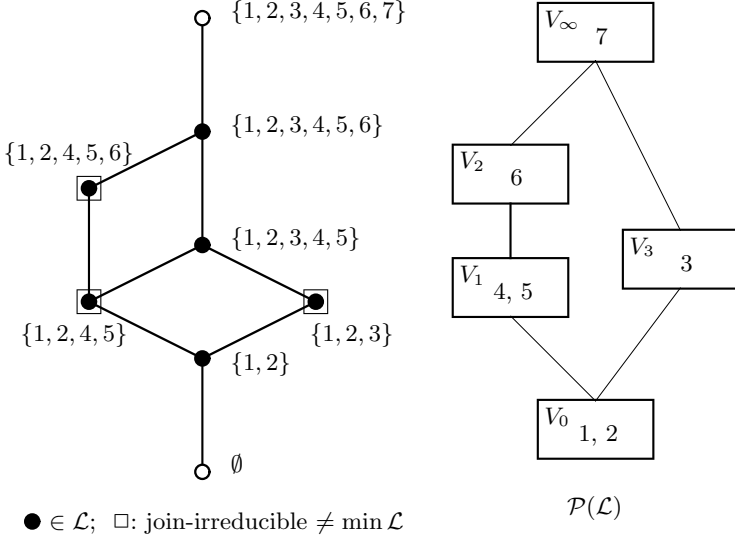 {1, 2, 3, 4, 5, 6, 7}
{1, 2, 3, 4, 5, 6}
{1, 2, 4, 5, 6}
{1, 2, 3, 4, 5}
{1, 2, 4, 5}
{1, 2, 3}
{1, 2}
∅
● ∈ ℒ; □: join-irreducible ≠ min ℒ
V∞ 7
V₂ 6
V₃ 3
V₁ 4, 5
V₀ 1, 2
𝒫(ℒ)